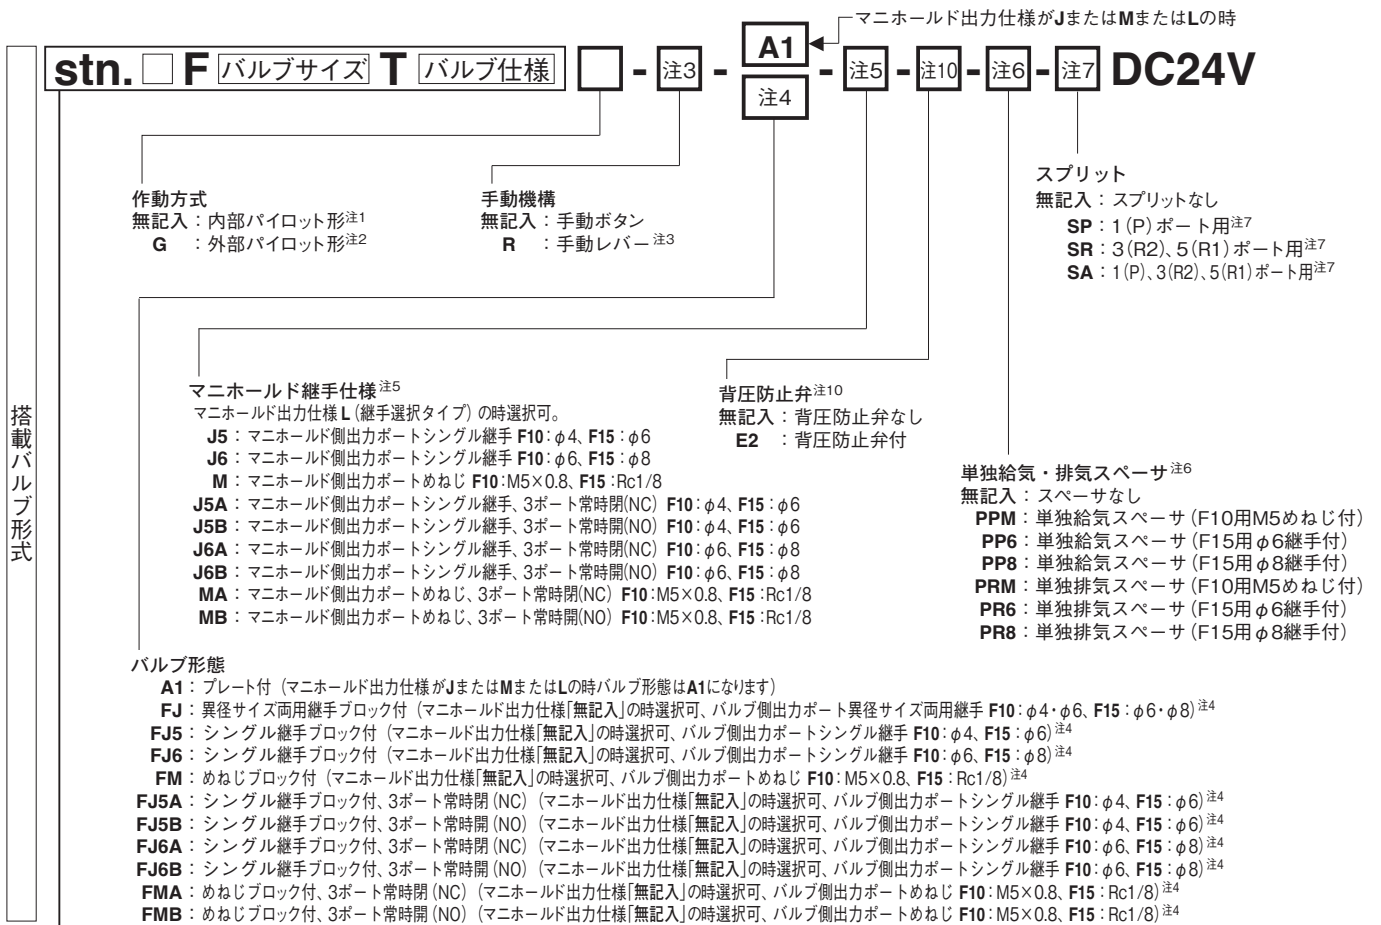 マニホールド出力仕様がJまたはMまたはLの時
stn. □ F バルブサイズ T バルブ仕様 □ - 注3 - A1 注4 - 注5 - 注10 - 注6 - 注7 DC24V
搭載バルブ形式
作動方式
無記入：内部パイロット形注1
G ：外部パイロット形注2
手動機構
無記入：手動ボタン
R ：手動レバー注3
スプリット
無記入：スプリットなし
SP：1(P)ポート用注7
SR：3(R2)、5(R1)ポート用注7
SA：1(P)、3(R2)、5(R1)ポート用注7
マニホールド継手仕様注5
マニホールド出力仕様L（継手選択タイプ）の時選択可。
J5：マニホールド側出力ポートシングル継手 F10：φ4、F15：φ6
J6：マニホールド側出力ポートシングル継手 F10：φ6、F15：φ8
M：マニホールド側出力ポートめねじ F10：M5×0.8、F15：Rc1/8
J5A：マニホールド側出力ポートシングル継手、3ポート常時閉(NC) F10：φ4、F15：φ6
J5B：マニホールド側出力ポートシングル継手、3ポート常時開(NO) F10：φ4、F15：φ6
J6A：マニホールド側出力ポートシングル継手、3ポート常時閉(NC) F10：φ6、F15：φ8
J6B：マニホールド側出力ポートシングル継手、3ポート常時開(NO) F10：φ6、F15：φ8
MA：マニホールド側出力ポートめねじ、3ポート常時閉(NC) F10：M5×0.8、F15：Rc1/8
MB：マニホールド側出力ポートめねじ、3ポート常時開(NO) F10：M5×0.8、F15：Rc1/8
背圧防止弁注10
無記入：背圧防止弁なし
E2 ：背圧防止弁付
単独給気・排気スペーサ注6
無記入：スペーサなし
PPM：単独給気スペーサ（F10用M5めねじ付）
PP6：単独給気スペーサ（F15用φ6継手付）
PP8：単独給気スペーサ（F15用φ8継手付）
PRM：単独排気スペーサ（F10用M5めねじ付）
PR6：単独排気スペーサ（F15用φ6継手付）
PR8：単独排気スペーサ（F15用φ8継手付）
バルブ形態
A1：プレート付（マニホールド出力仕様がJまたはMまたはLの時バルブ形態はA1になります）
FJ：異径サイズ両用継手ブロック付（マニホールド出力仕様「無記入」の時選択可、バルブ側出力ポート異径サイズ両用継手 F10：φ4・φ6、F15：φ6・φ8）注4
FJ5：シングル継手ブロック付（マニホールド出力仕様「無記入」の時選択可、バルブ側出力ポートシングル継手 F10：φ4、F15：φ6）注4
FJ6：シングル継手ブロック付（マニホールド出力仕様「無記入」の時選択可、バルブ側出力ポートシングル継手 F10：φ6、F15：φ8）注4
FM：めねじブロック付（マニホールド出力仕様「無記入」の時選択可、バルブ側出力ポートめねじ F10：M5×0.8、F15：Rc1/8）注4
FJ5A：シングル継手ブロック付、3ポート常時閉（NC）（マニホールド出力仕様「無記入」の時選択可、バルブ側出力ポートシングル継手 F10：φ4、F15：φ6）注4
FJ5B：シングル継手ブロック付、3ポート常時開（NO）（マニホールド出力仕様「無記入」の時選択可、バルブ側出力ポートシングル継手 F10：φ4、F15：φ6）注4
FJ6A：シングル継手ブロック付、3ポート常時閉（NC）（マニホールド出力仕様「無記入」の時選択可、バルブ側出力ポートシングル継手 F10：φ6、F15：φ8）注4
FJ6B：シングル継手ブロック付、3ポート常時開（NO）（マニホールド出力仕様「無記入」の時選択可、バルブ側出力ポートシングル継手 F10：φ6、F15：φ8）注4
FMA：めねじブロック付、3ポート常時閉（NC）（マニホールド出力仕様「無記入」の時選択可、バルブ側出力ポートめねじ F10：M5×0.8、F15：Rc1/8）注4
FMB：めねじブロック付、3ポート常時開（NO）（マニホールド出力仕様「無記入」の時選択可、バルブ側出力ポートめねじ F10：M5×0.8、F15：Rc1/8）注4